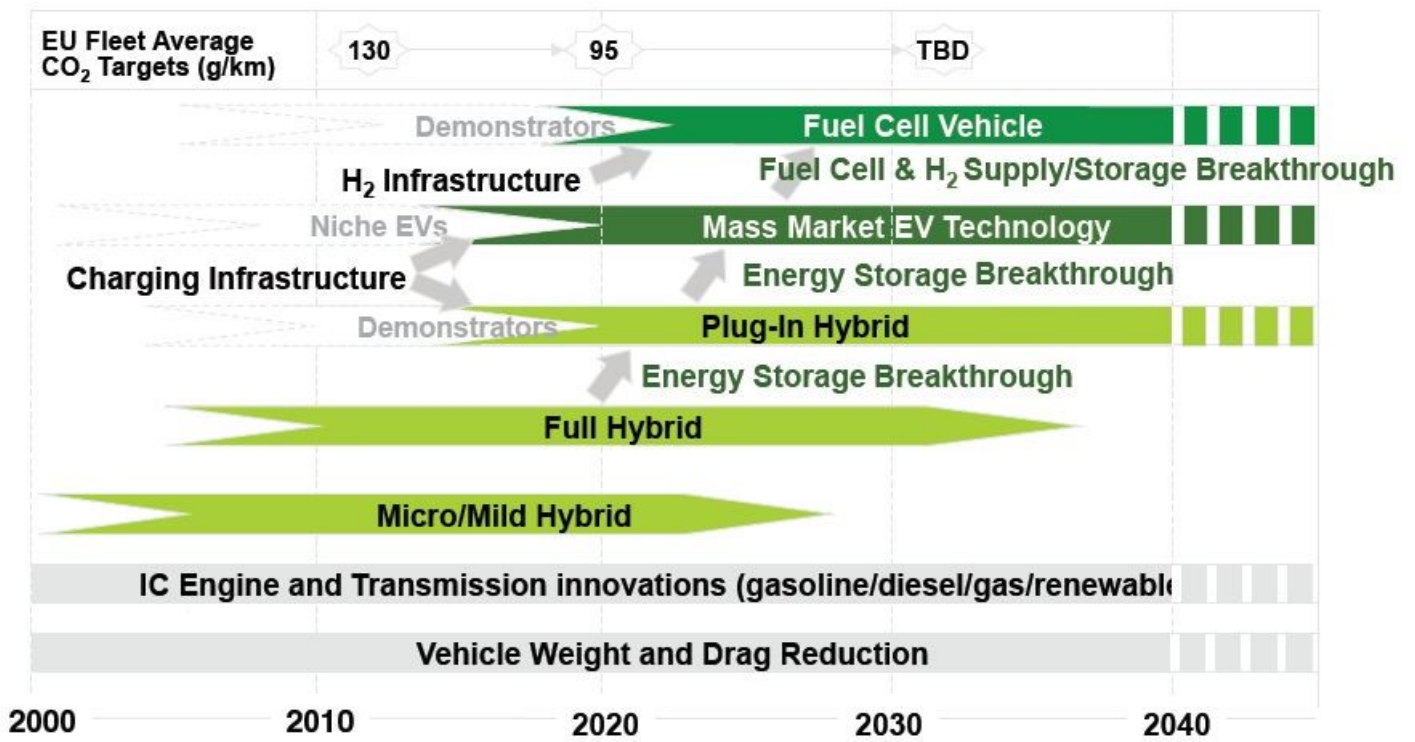 EU Fleet Average
CO₂ Targets (g/km)
130
95
TBD
Demonstrators
Fuel Cell Vehicle
H₂ Infrastructure
Fuel Cell & H₂ Supply/Storage Breakthrough
Niche EVs
Mass Market EV Technology
Charging Infrastructure
Energy Storage Breakthrough
Demonstrators
Plug-In Hybrid
Energy Storage Breakthrough
Full Hybrid
Micro/Mild Hybrid
IC Engine and Transmission innovations (gasoline/diesel/gas/renewable
Vehicle Weight and Drag Reduction
2000
2010
2020
2030
2040